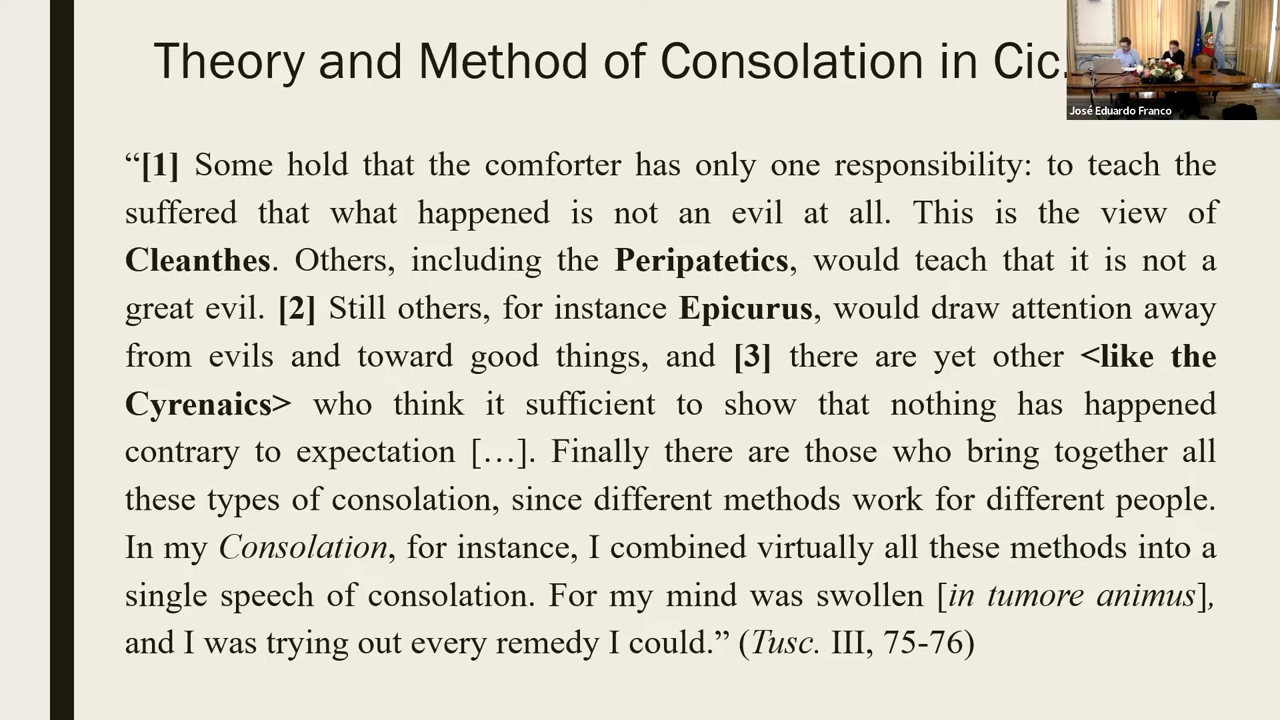 Theory and Method of Consolation in Cic.
José Eduardo Franco
“[1] Some hold that the comforter has only one responsibility: to teach the
suffered that what happened is not an evil at all. This is the view of
Cleanthes. Others, including the Peripatetics, would teach that it is not a
great evil. [2] Still others, for instance Epicurus, would draw attention away
from evils and toward good things, and [3] there are yet other <like the
Cyrenaics> who think it sufficient to show that nothing has happened
contrary to expectation […]. Finally there are those who bring together all
these types of consolation, since different methods work for different people.
In my Consolation, for instance, I combined virtually all these methods into a
single speech of consolation. For my mind was swollen [in tumore animus],
and I was trying out every remedy I could.” (Tusc. III, 75-76)